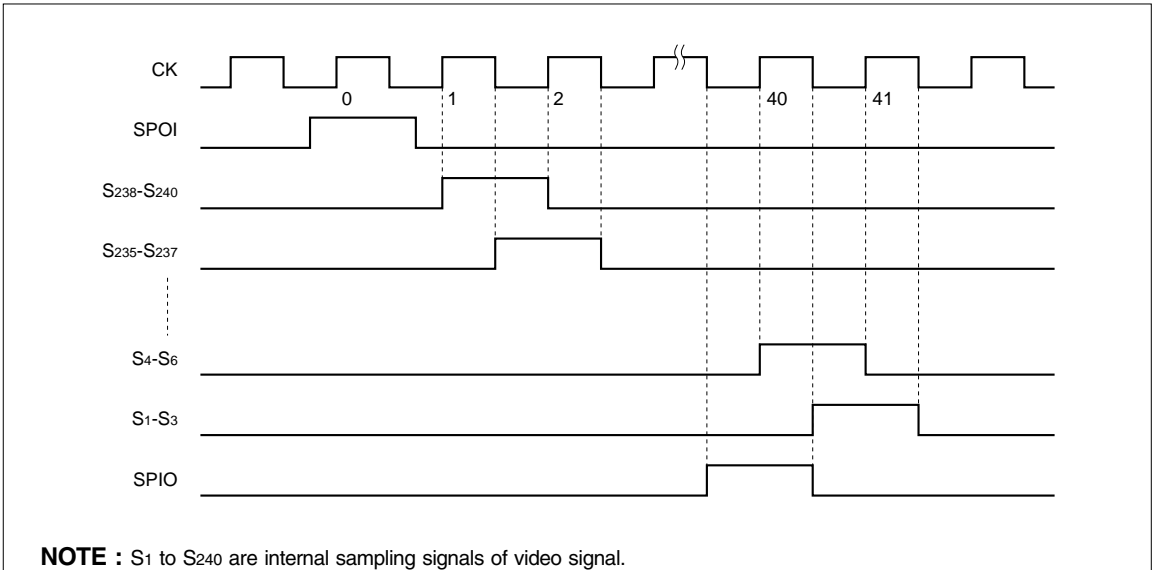 CK
0 1 2 40 41
SPOI
S238-S240
S235-S237
S4-S6
S1-S3
SPIO
NOTE : S1 to S240 are internal sampling signals of video signal.